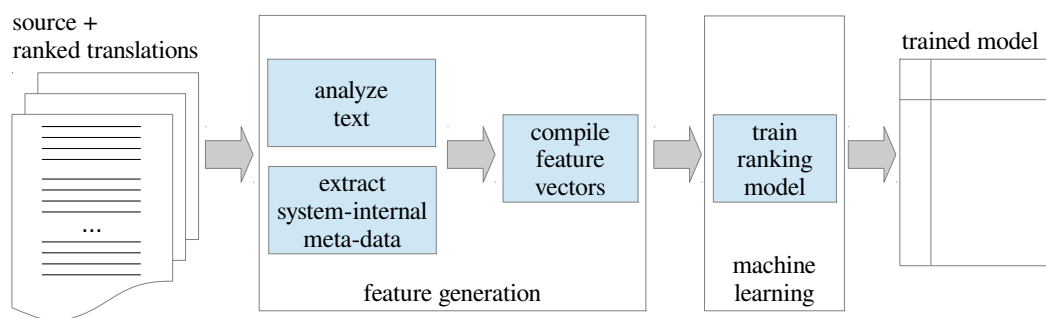 source +
ranked translations
...
analyze
text
extract
system-internal
meta-data
compile
feature
vectors
feature generation
train
ranking
model
machine
learning
trained model